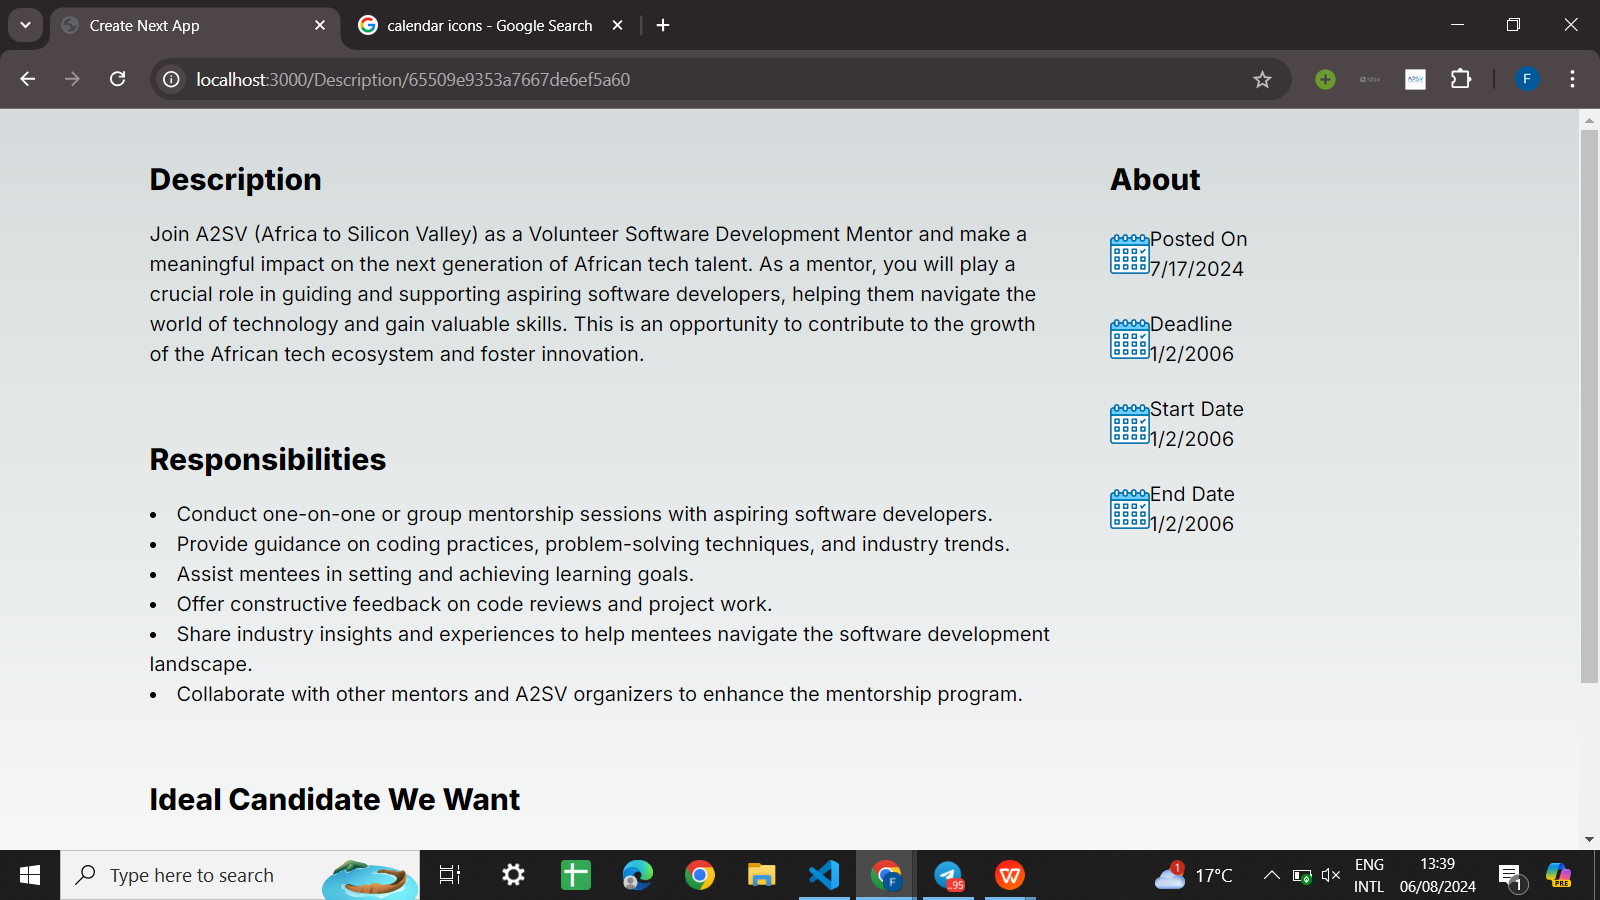 Create Next App
calendar icons - Google Search
localhost:3000/Description/65509e9353a7667de6ef5a60
F
Description
Join A2SV (Africa to Silicon Valley) as a Volunteer Software Development Mentor and make a
meaningful impact on the next generation of African tech talent. As a mentor, you will play a
crucial role in guiding and supporting aspiring software developers, helping them navigate the
world of technology and gain valuable skills. This is an opportunity to contribute to the growth
of the African tech ecosystem and foster innovation.
Responsibilities
• Conduct one-on-one or group mentorship sessions with aspiring software developers.
• Provide guidance on coding practices, problem-solving techniques, and industry trends.
• Assist mentees in setting and achieving learning goals.
• Offer constructive feedback on code reviews and project work.
• Share industry insights and experiences to help mentees navigate the software development
landscape.
• Collaborate with other mentors and A2SV organizers to enhance the mentorship program.
Ideal Candidate We Want
About
Posted On
7/17/2024
Deadline
1/2/2006
Start Date
1/2/2006
End Date
1/2/2006
Type here to search
F
95
W
1
17°C
ENG
INTL
13:39
06/08/2024
1
PRE